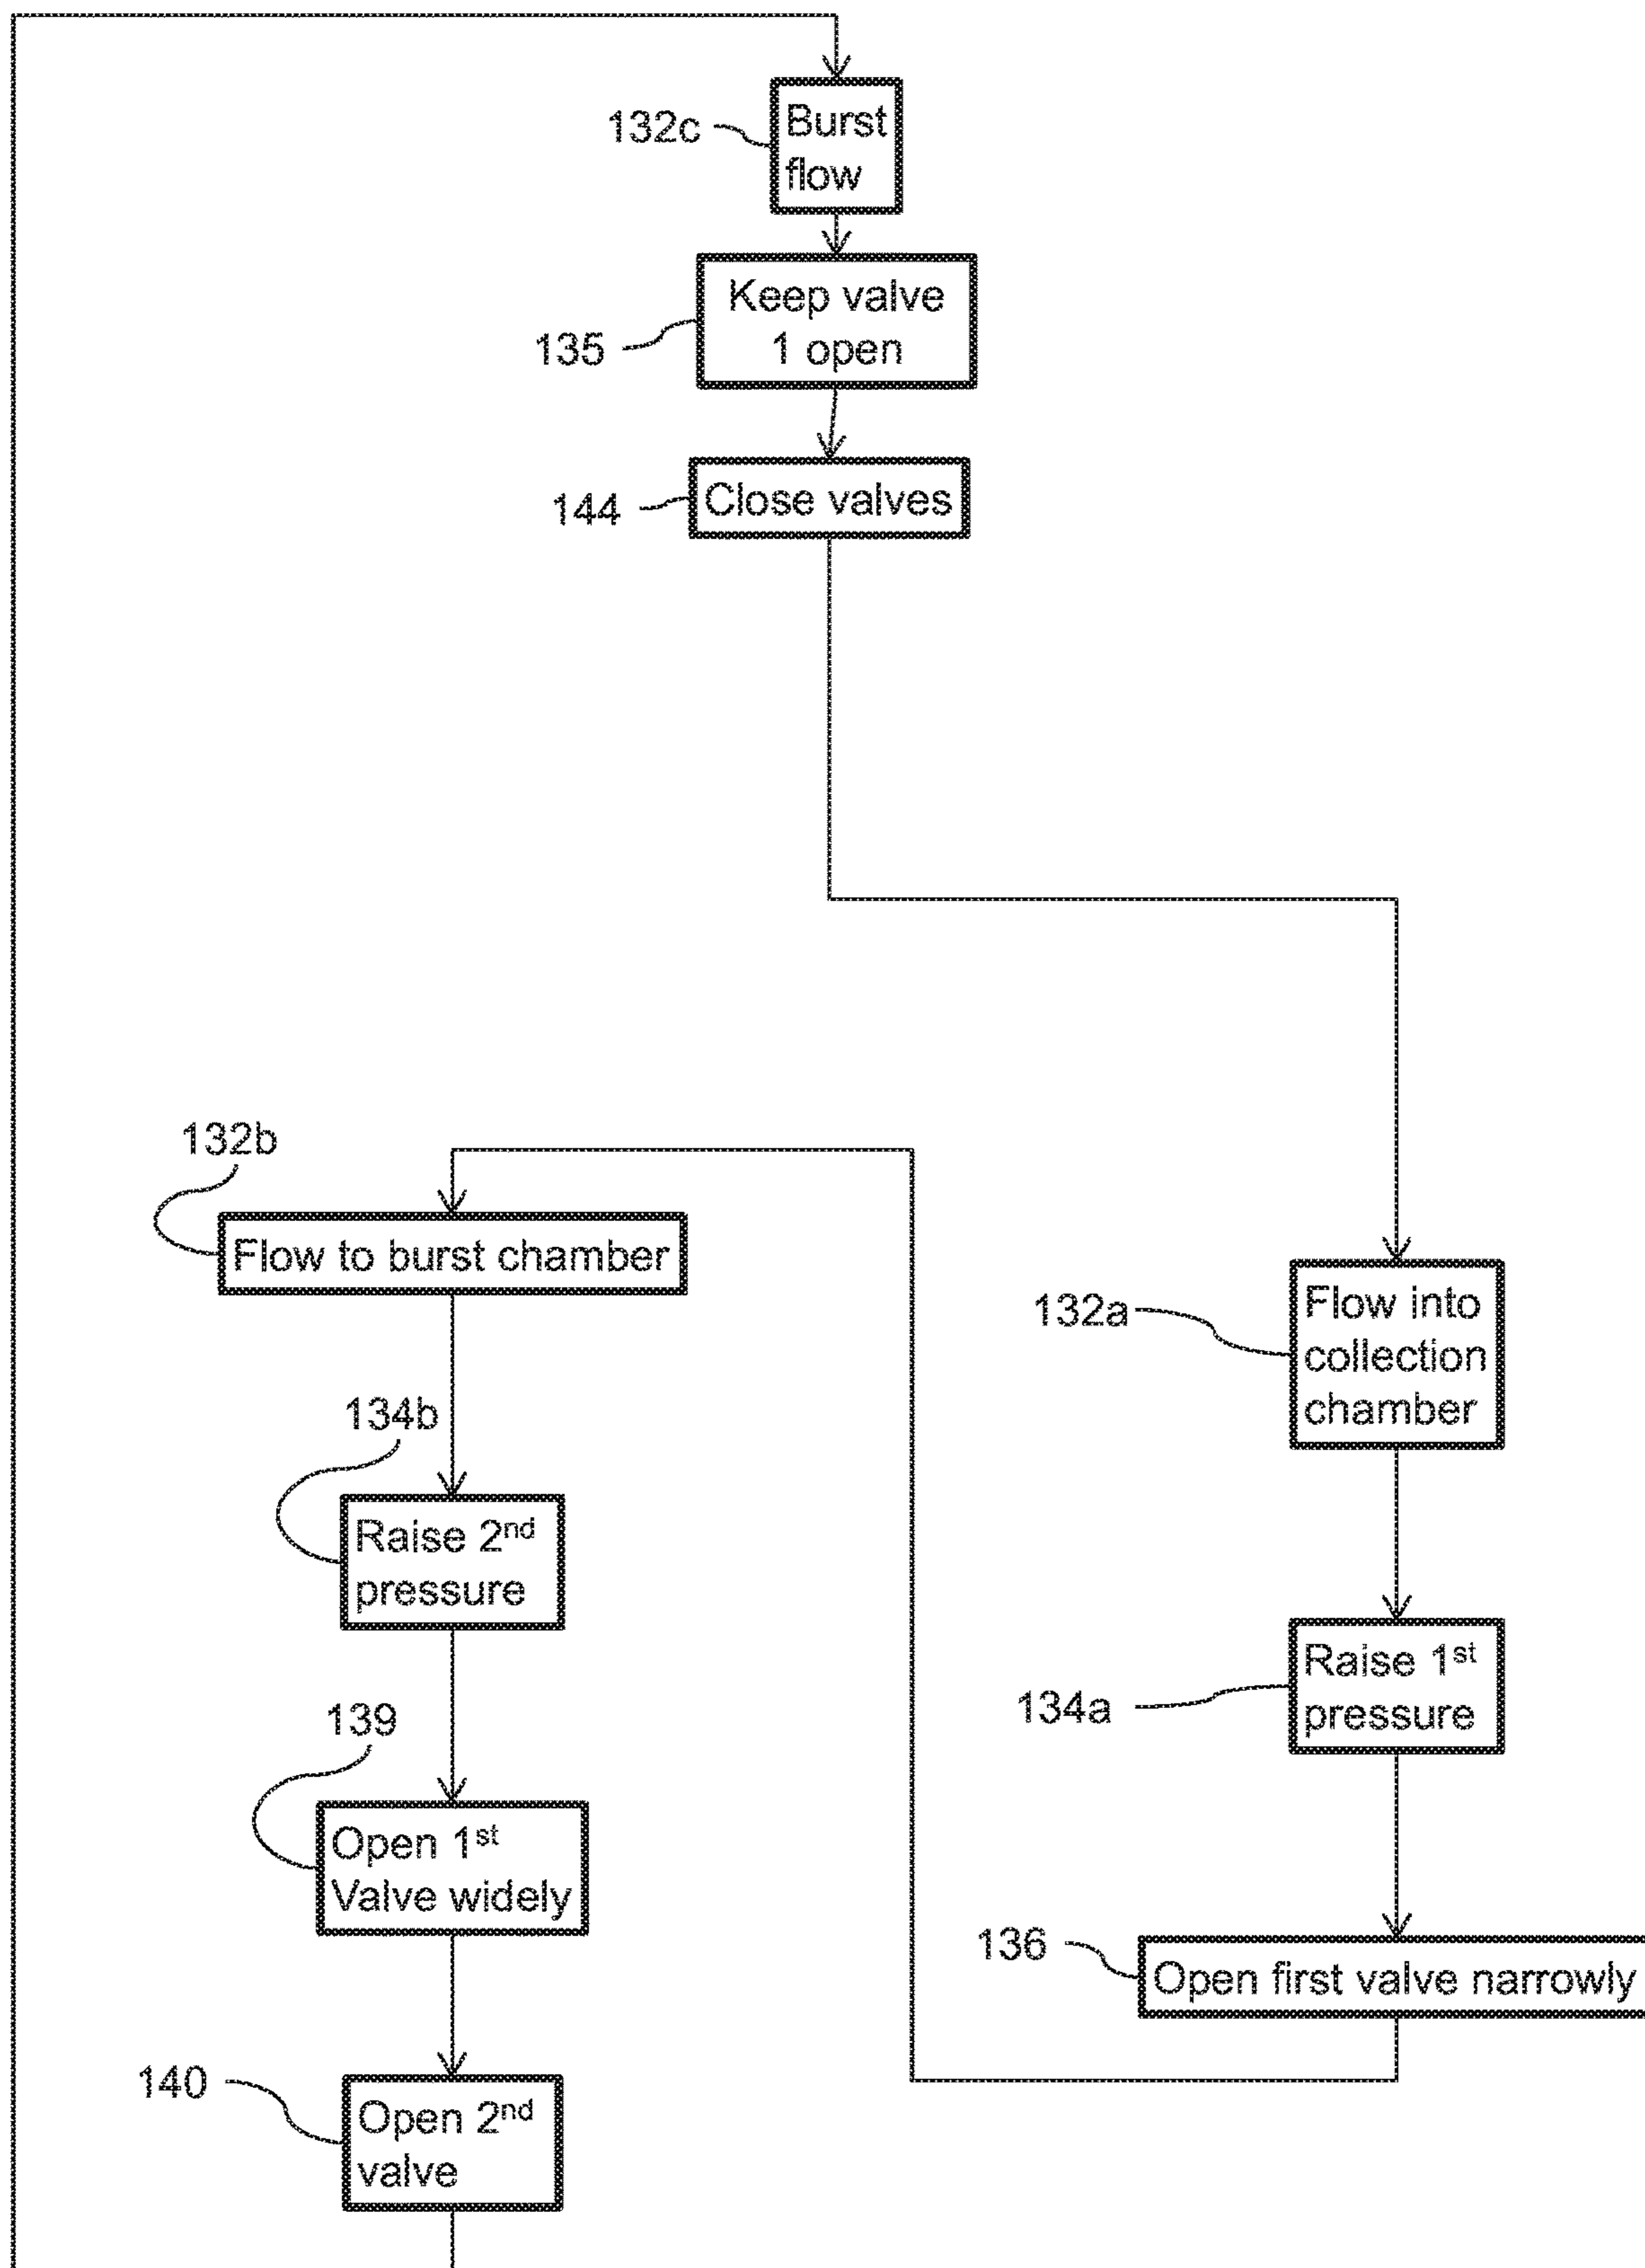 132c
Burst
flow
135
Keep valve
1 open
144
Close valves
132b
Flow to burst chamber
132a
Flow into
collection
chamber
134b
Raise 2nd
pressure
134a
Raise 1st
pressure
139
Open 1st
Valve widely
136
Open first valve narrowly
140
Open 2nd
valve